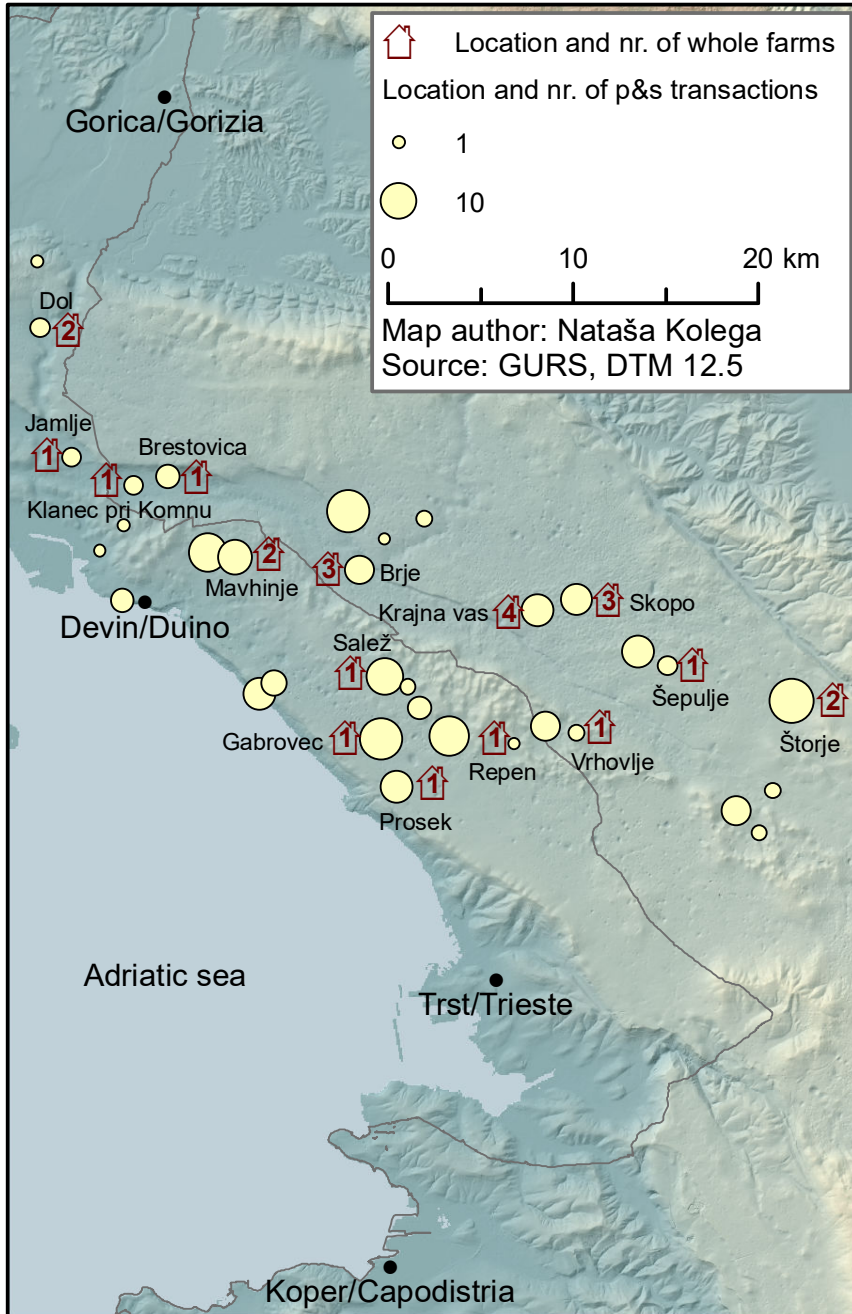 Location and nr. of whole farms
Location and nr. of p&s transactions
1
10
0 10 20 km
Map author: Nataša Kolega
Source: GURS, DTM 12.5
Gorica/Gorizia
Dol
2
Jamlje
1
Brestovica
1
1
Klanec pri Komnu
2
Mavhinje
3
Brje
Devin/Duino
Krajna vas
4
3
Skopo
Salež
1
1
Šepulje
2
Štorje
Gabrovec
1
1
Repen
1
Vrhovlje
1
Prosek
Adriatic sea
Trst/Trieste
Koper/Capodistria